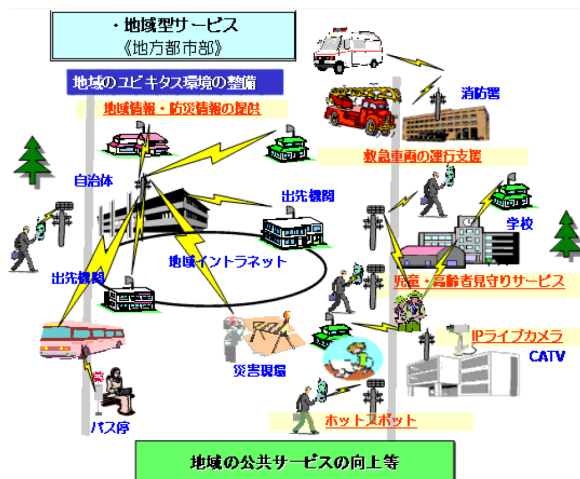 ・地域型サービス
《地方都市部》
地域のユビキタス環境の整備
地域情報・防災情報の提供
消防署
救急車両の運行支援
自治体
出先機関
学校
出先機関
地域イントラネット
児童・高齢者見守りサービス
IPライブカメラ
CATV
災害現場
バス停
ホットスポット
地域の公共サービスの向上等